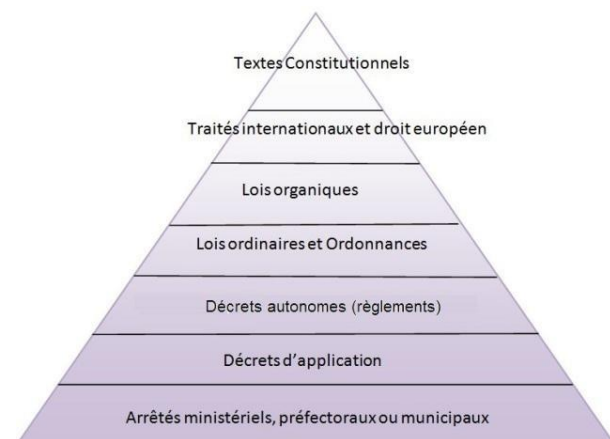 Textes Constitutionnels
Traités internationaux et droit européen
Lois organiques
Lois ordinaires et Ordonnances
Décrets autonomes (règlements)
Décrets d’application
Arrêtés ministériels, préfectoraux ou municipaux